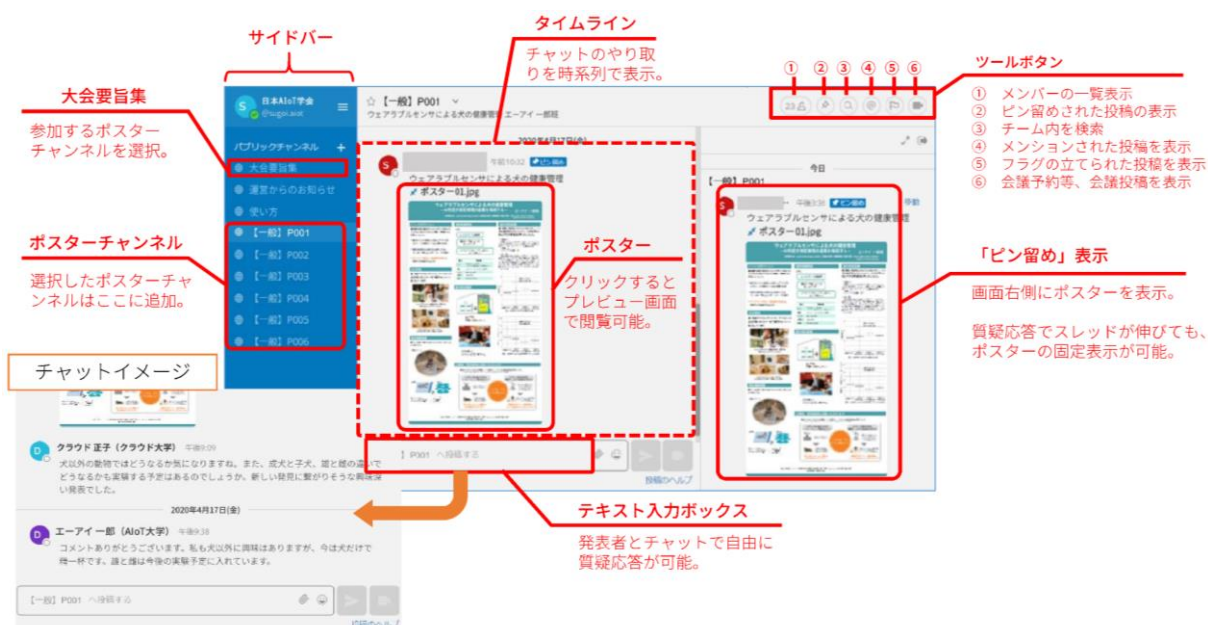 サイドバー
タイムライン
チャットのやり取
りを時系列で表示。
① ② ③ ④ ⑤ ⑥
ツールボタン
① メンバーの一覧表示
② ピン留めされた投稿の表示
③ チーム内を検索
④ メンションされた投稿を表示
⑤ フラグの立てられた投稿を表示
⑥ 会議予約等、会議投稿を表示
大会要旨集
参加するポスター
チャンネルを選択。
ポスターチャンネル
選択したポスターチャ
ンネルはここに追加。
日本AIoT学会
パブリックチャンネル +
大会要旨集
運営からのお知らせ
使い方
【一般】P001
【一般】P002
【一般】P003
【一般】P004
【一般】P005
【一般】P006
☆【一般】P001
ウェアラブルセンサによる犬の健康管理 エーアイ一郎班
23
2020年4月17日(金)
午前10:32 ピン留め
ウェアラブルセンサによる犬の健康管理
ポスター01.jpg
ポスター
クリックすると
プレビュー画面
で閲覧可能。
】P001 へ投稿する
投稿のヘルプ
今日
【一般】P001
午後3:38 ピン留め 移動
ウェアラブルセンサによる犬の健康管理
ポスター01.jpg
「ピン留め」表示
画面右側にポスターを表示。
質疑応答でスレッドが伸びても、
ポスターの固定表示が可能。
チャットイメージ
クラウド 正子（クラウド大学） 午後9:09
犬以外の動物ではどうなるか気になりますね。また、成犬と子犬、雄と雌の違いで
どうなるかも実験する予定はあるのでしょうか。新しい発見に繋がりそうな興味深
い発表でした。
2020年4月17日(金)
エーアイ 一郎（AIoT大学） 午後9:38
コメントありがとうございます。私も犬以外に興味はありますが、今は犬だけで
精一杯です。雄と雌は今後の実験予定に入れています。
【一般】P001 へ投稿する
投稿のヘルプ
テキスト入力ボックス
発表者とチャットで自由に
質疑応答が可能。